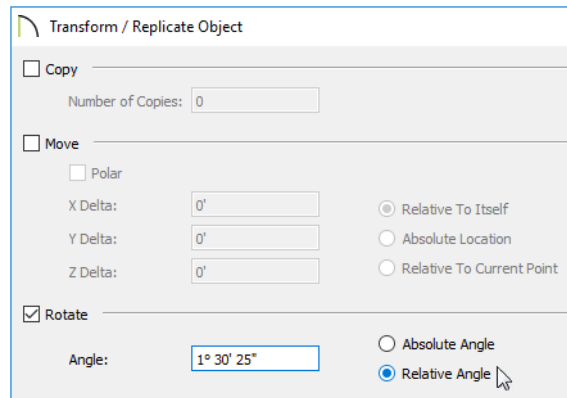 Transform / Replicate Object
Copy
Number of Copies: 0
Move
Polar
X Delta: 0'
Relative To Itself
Y Delta: 0'
Absolute Location
Z Delta: 0'
Relative To Current Point
Rotate
Absolute Angle
Angle: 1° 30' 25"
Relative Angle